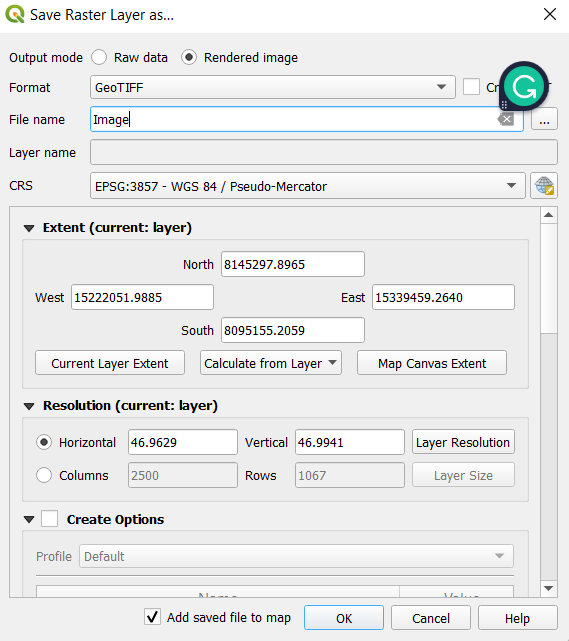 Save Raster Layer as...
Output mode Raw data Rendered image
Format GeoTIFF
File name Image ...
Layer name
CRS EPSG:3857 - WGS 84 / Pseudo-Mercator
Extent (current: layer)
North 8145297.8965
West 15222051.9885 East 15339459.2640
South 8095155.2059
Current Layer Extent Calculate from Layer Map Canvas Extent
Resolution (current: layer)
Horizontal 46.9629 Vertical 46.9941 Layer Resolution
Columns 2500 Rows 1067 Layer Size
Create Options
Profile Default
Name Value
Add saved file to map OK Cancel Help